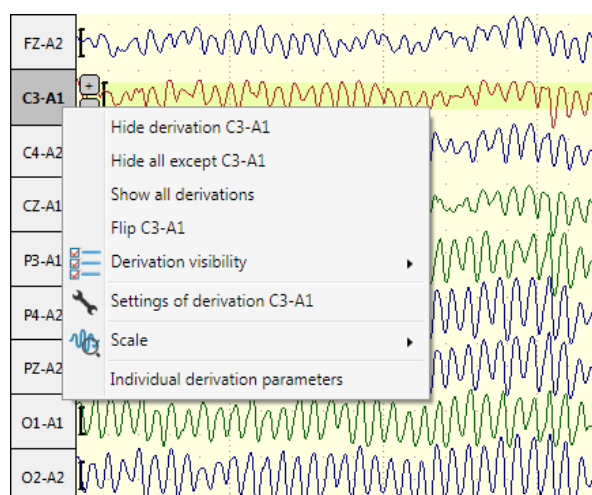 FZ-A2
C3-A1
+
Hide derivation C3-A1
Hide all except C3-A1
C4-A2
Show all derivations
CZ-A1
Flip C3-A1
P3-A1
Derivation visibility
Settings of derivation C3-A1
P4-A2
Scale
PZ-A2
Individual derivation parameters
O1-A1
O2-A2